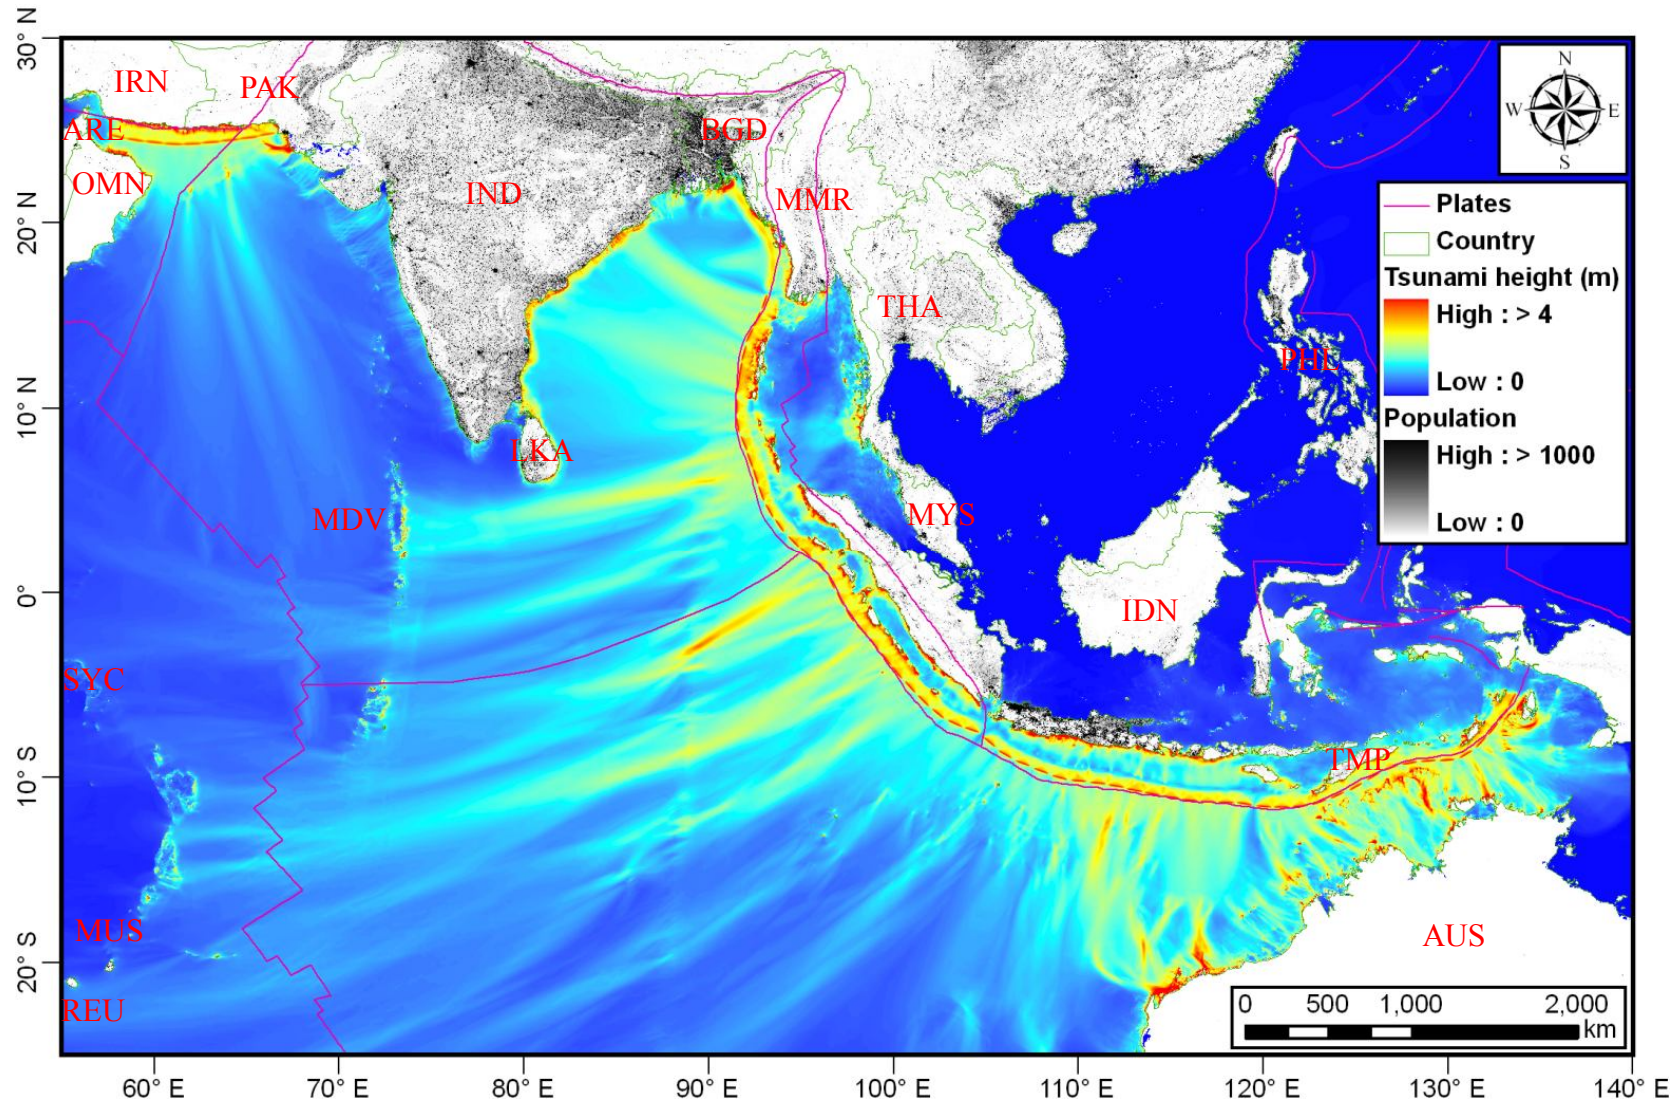 30° N
20° N
10° N
0°
10° S
20° S
IRN
PAK
ARE
OMN
IND
BGD
MMR
THA
LKA
MDV
MYS
PHL
IDN
SYC
TMP
MUS
REU
AUS
N
W E
S
Plates
Country
Tsunami height (m)
High : > 4
Low : 0
Population
High : > 1000
Low : 0
0 500 1,000 2,000
km
60° E 70° E 80° E 90° E 100° E 110° E 120° E 130° E 140° E